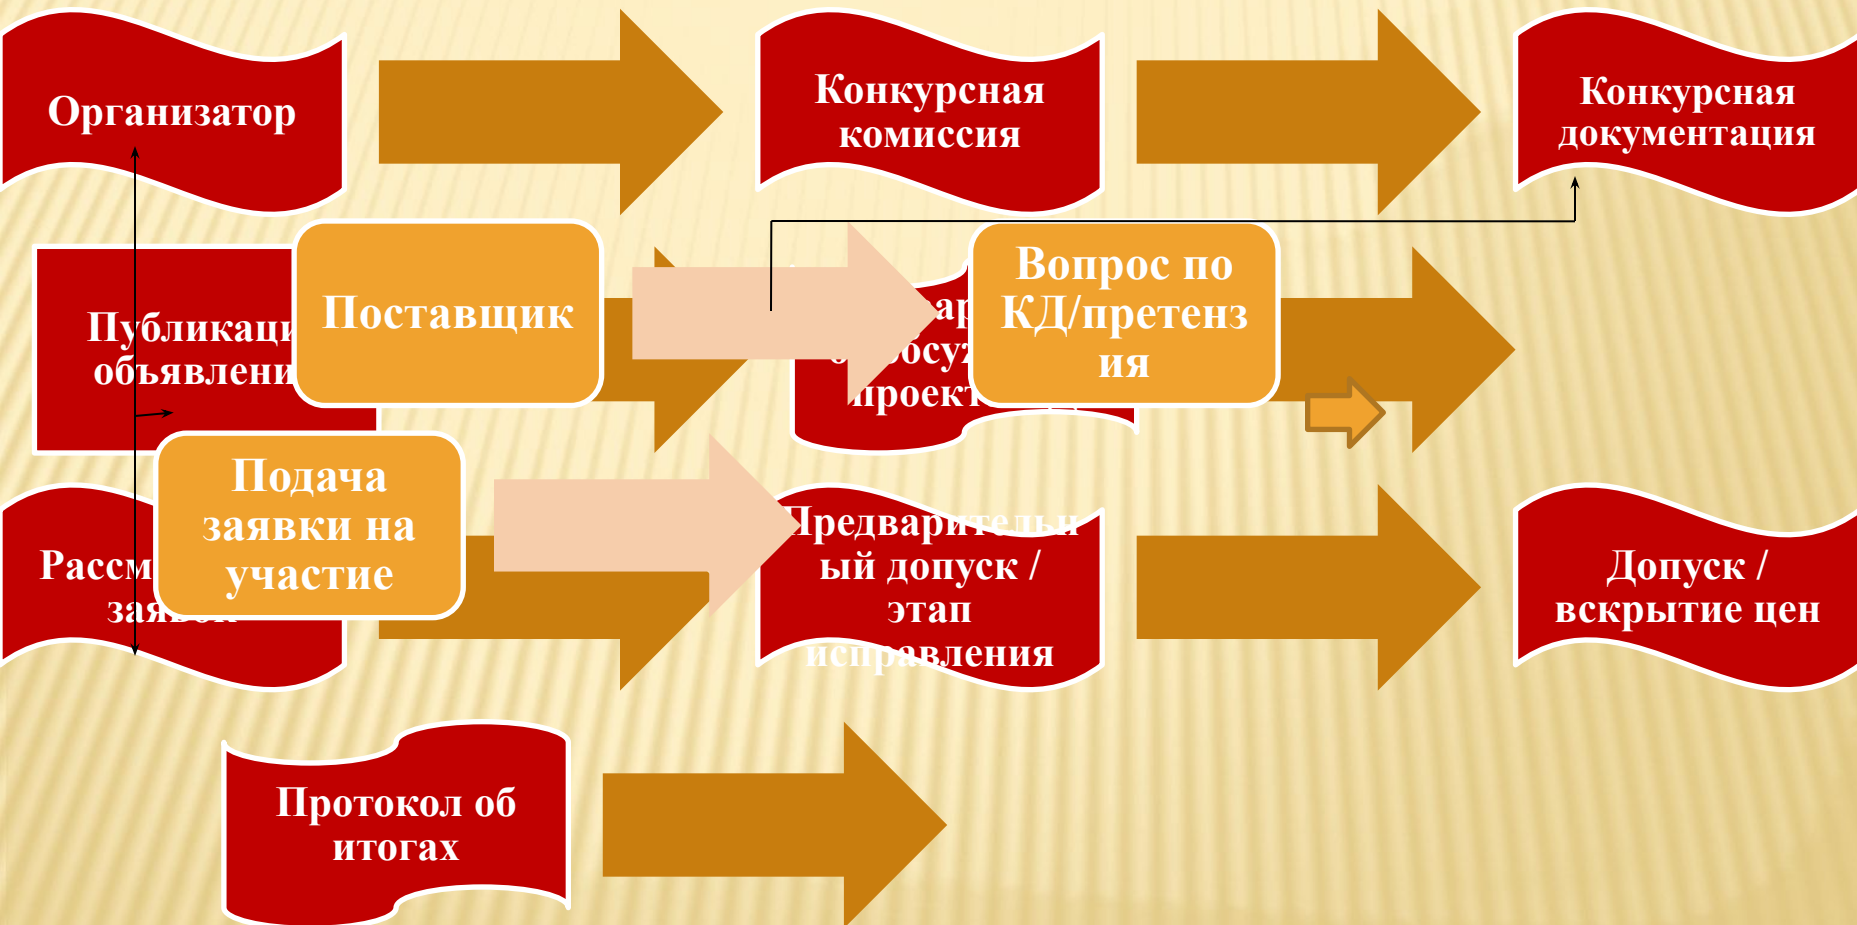 Организатор
Конкурсная
комиссия
Конкурсная
документация
Публикаци
объявлени
Поставщик
Вопрос по
КД/претенз
ия
проект
Подача
заявки на
участие
Рассм
Предварительн
ый допуск /
этап
исправления
Допуск /
вскрытие цен
Протокол об
итогах